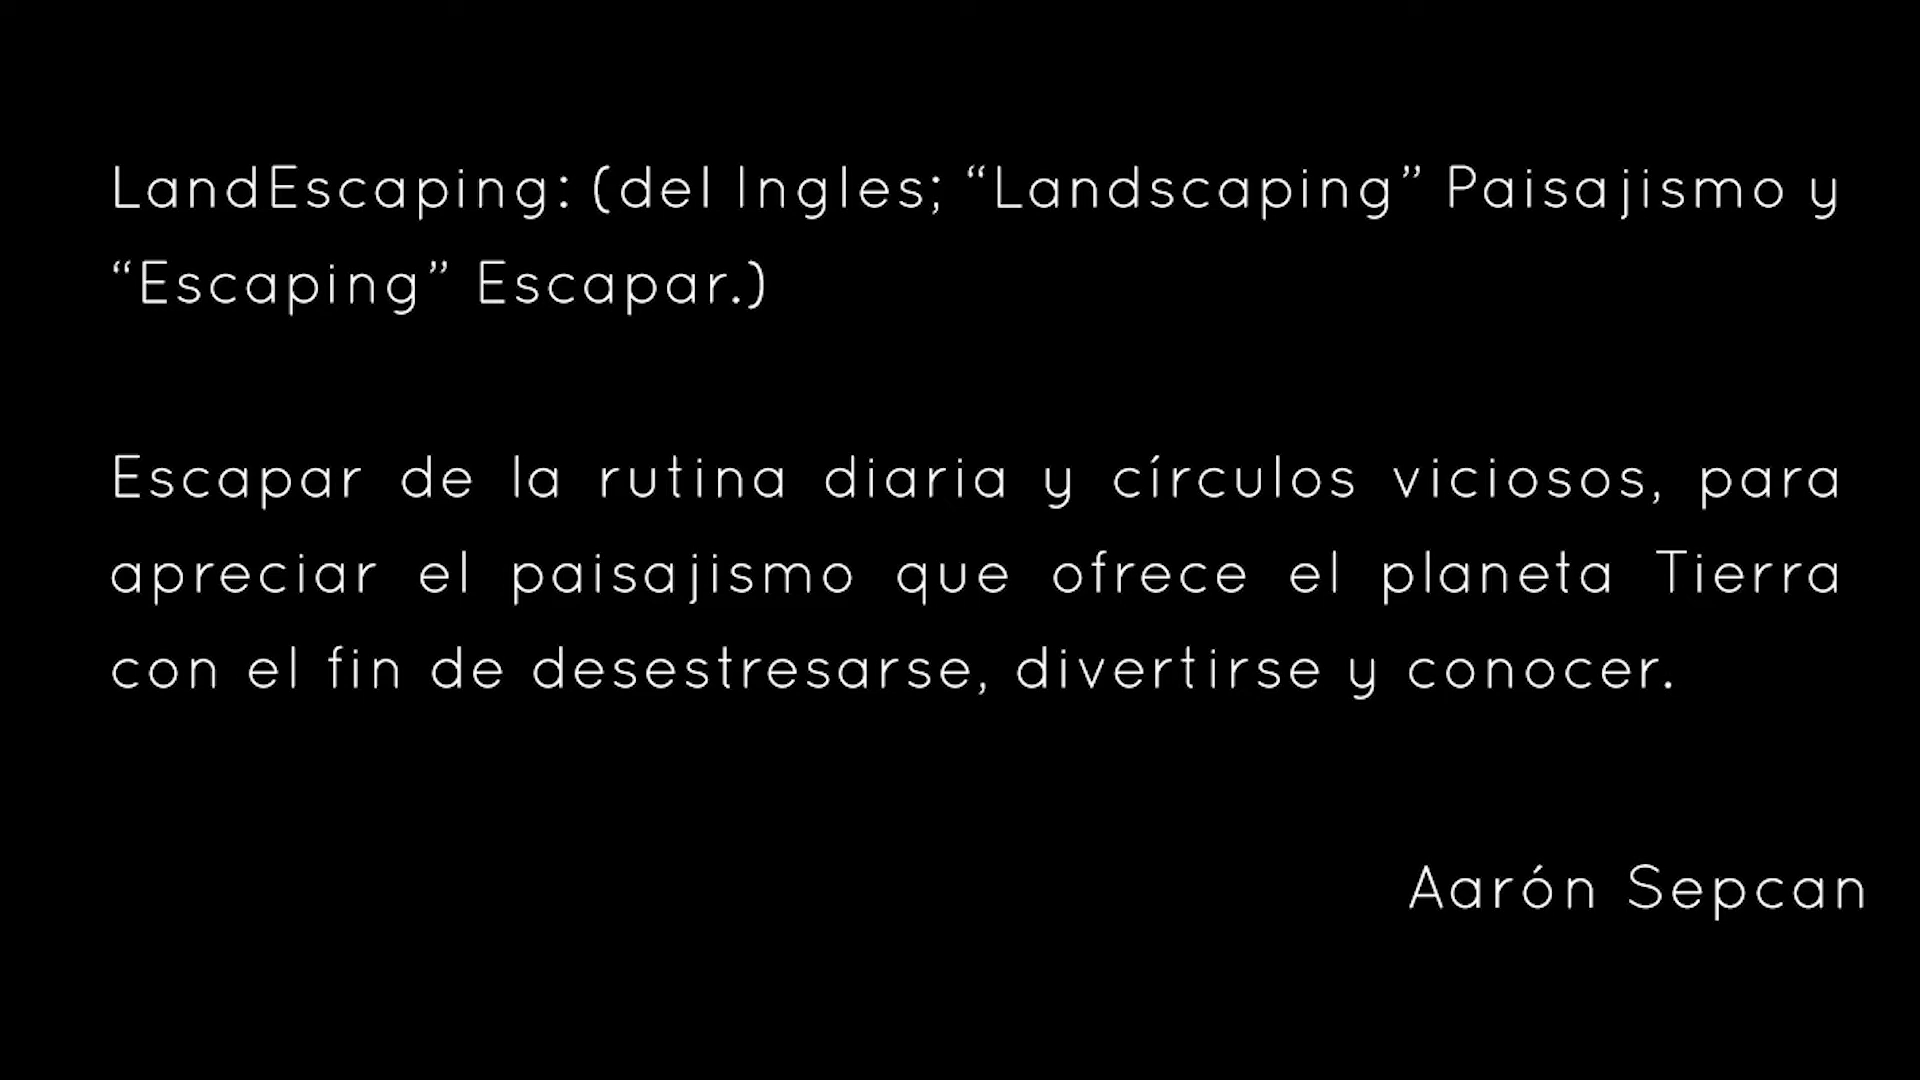 LandEscaping: (del Ingles; “Landscaping” Paisajismo y
“Escaping” Escapar.)
Escapar de la rutina diaria y círculos viciosos, para
apreciar el paisajismo que ofrece el planeta Tierra
con el fin de desestresarse, divertirse y conocer.
Aarón Sepcan